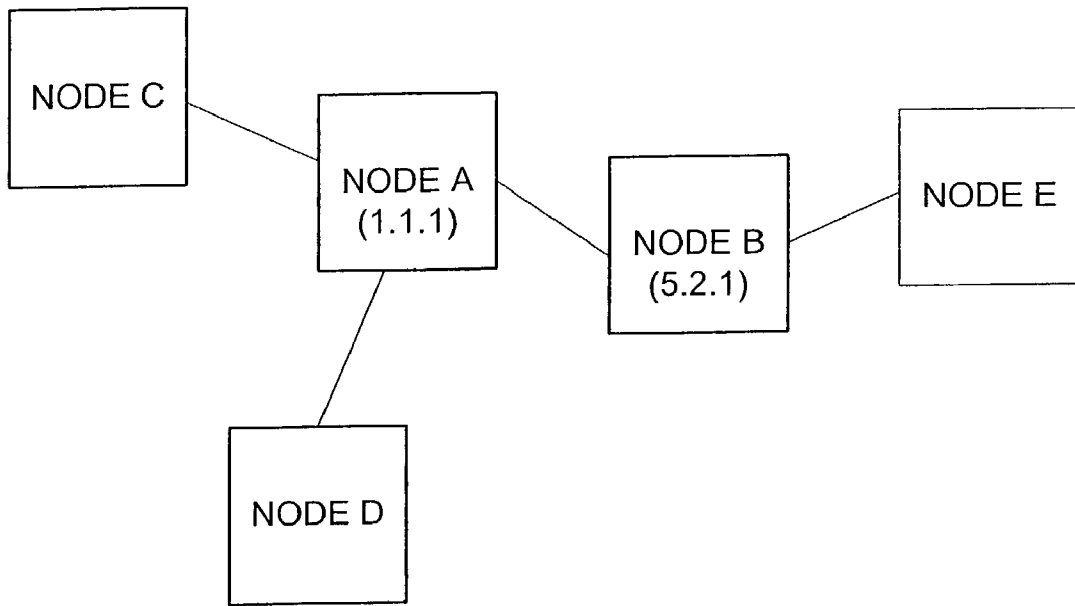 NODE C
NODE A
(1.1.1)
NODE B
(5.2.1)
NODE E
NODE D